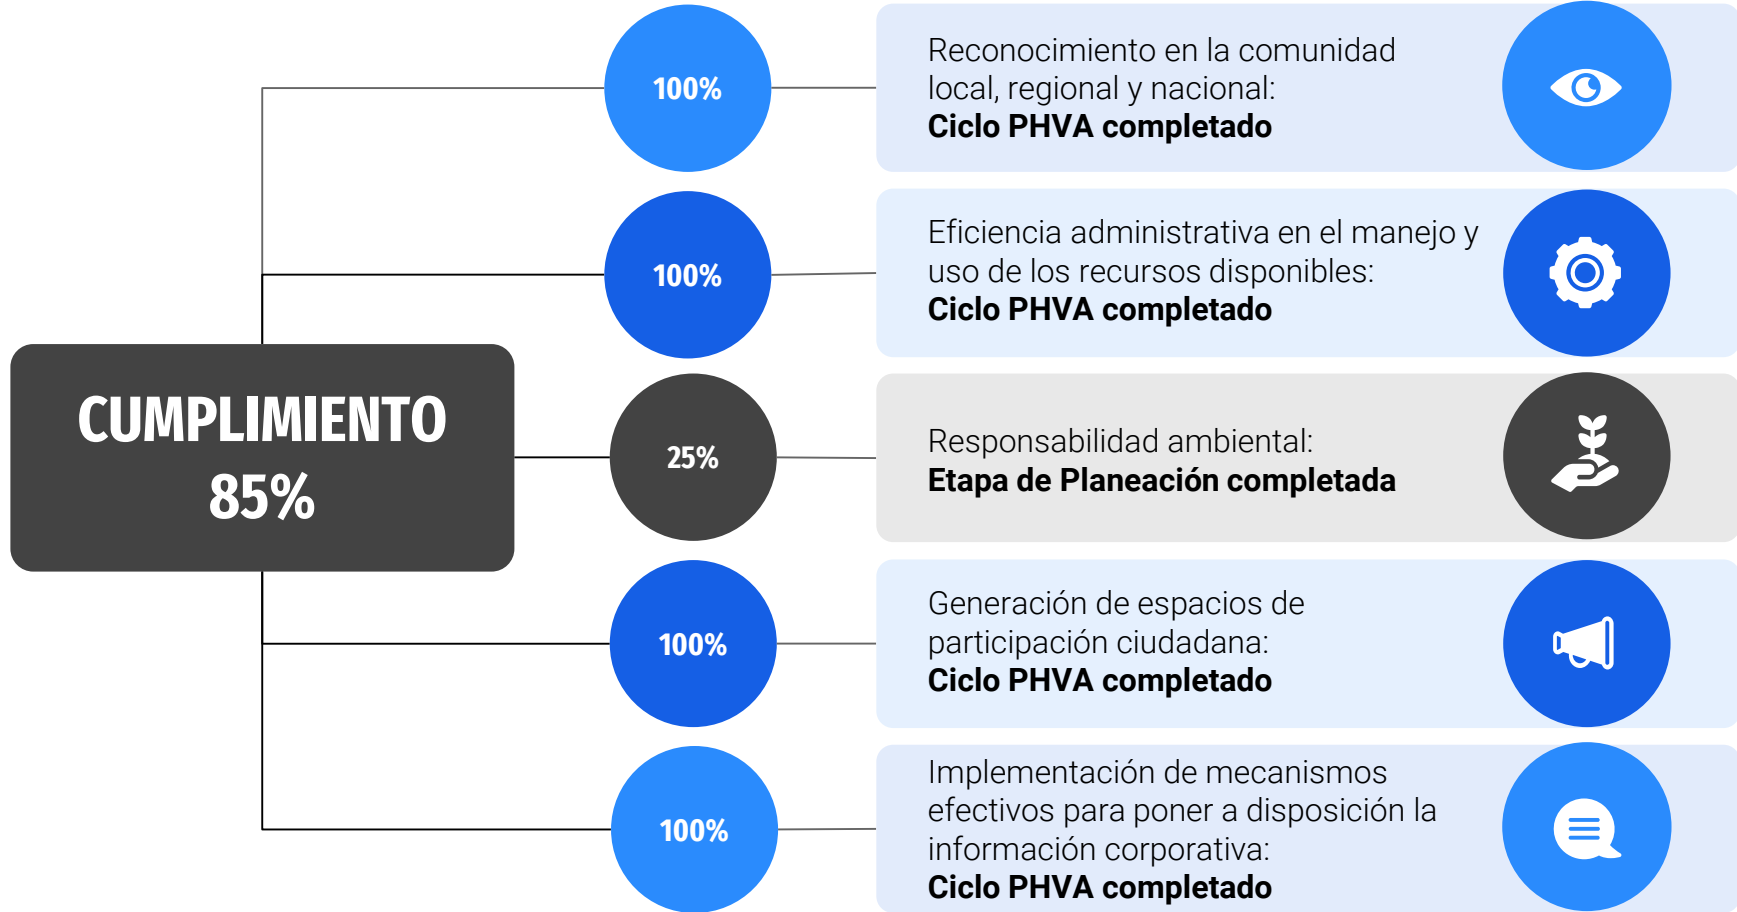 CUMPLIMIENTO
85%
100%
Reconocimiento en la comunidad
local, regional y nacional:
Ciclo PHVA completado
100%
Eficiencia administrativa en el manejo y
uso de los recursos disponibles:
Ciclo PHVA completado
25%
Responsabilidad ambiental:
Etapa de Planeación completada
100%
Generación de espacios de
participación ciudadana:
Ciclo PHVA completado
100%
Implementación de mecanismos
efectivos para poner a disposición la
información corporativa:
Ciclo PHVA completado